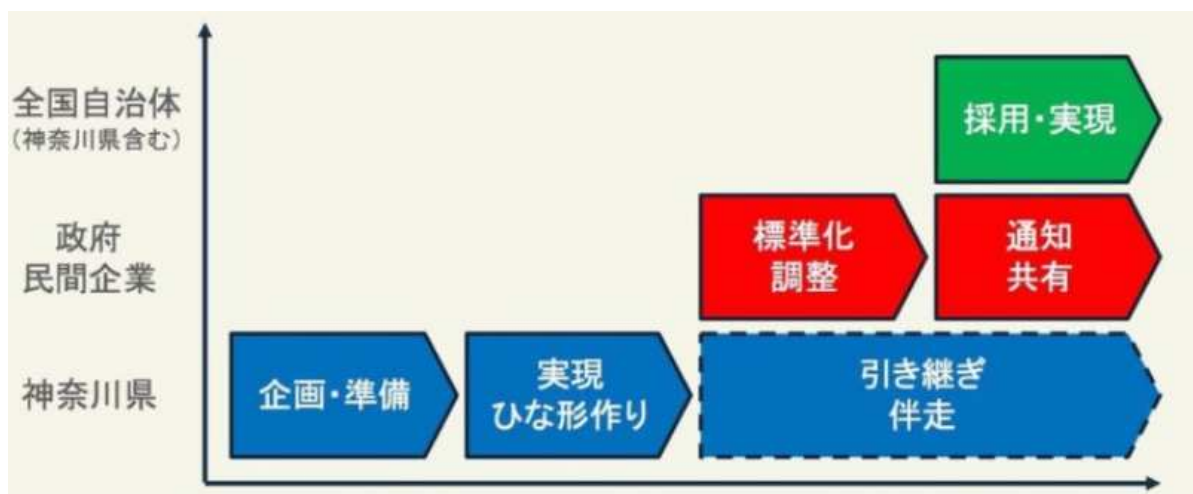 全国自治体
（神奈川県含む）
採用・実現
政府
民間企業
標準化
調整
通知
共有
神奈川県
企画・準備
実現
ひな形作り
引き継ぎ
伴走